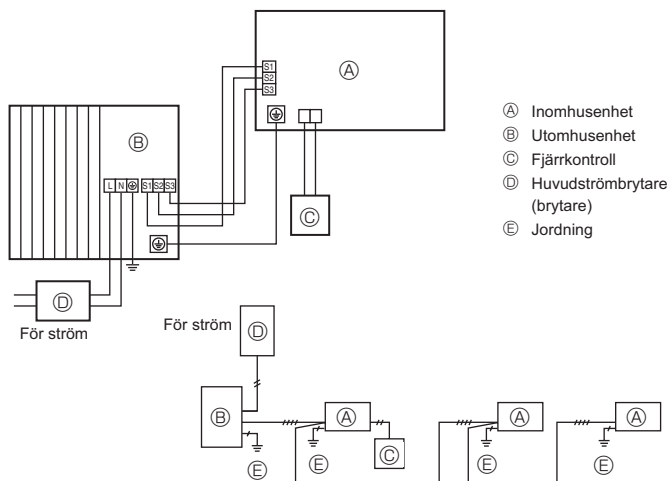 S1
S2
S3
Ⓐ
Ⓑ
L N S1 S2 S3
Ⓒ
Ⓓ
För ström
Ⓐ Inomhusenhet
Ⓑ Utomhusenhet
Ⓒ Fjärrkontroll
Ⓓ Huvudströmbrytare
(brytare)
Ⓔ Jordning
För ström
Ⓓ
Ⓑ
Ⓐ
Ⓐ
Ⓐ
Ⓒ
Ⓔ
Ⓔ
Ⓔ
Ⓔ